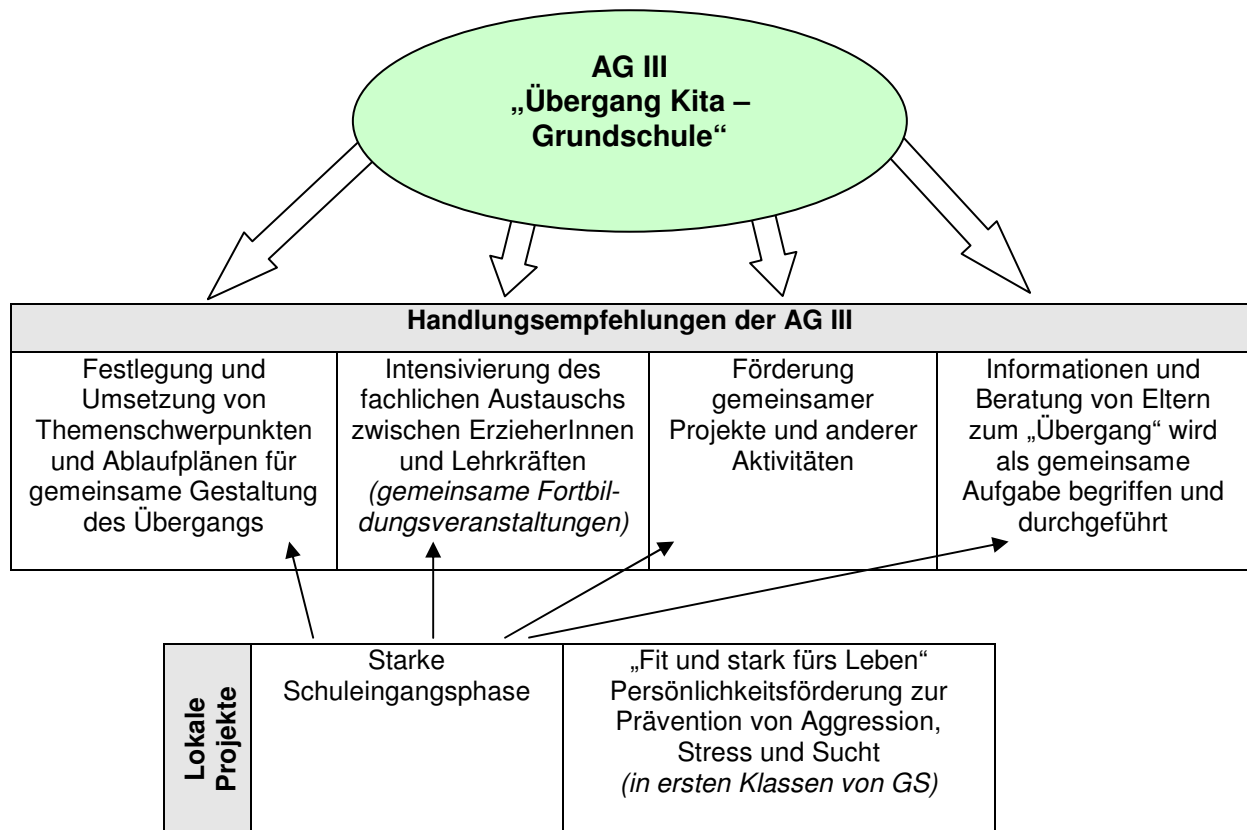 AG III
„Übergang Kita –
Grundschule“
Handlungsempfehlungen der AG III
Festlegung und
Umsetzung von
Themenschwerpunkten
und Ablaufplänen für
gemeinsame Gestaltung
des Übergangs
Intensivierung des
fachlichen Austauschs
zwischen ErzieherInnen
und Lehrkräften
(gemeinsame Fortbil-
dungsveranstaltungen)
Förderung
gemeinsamer
Projekte und anderer
Aktivitäten
Informationen und
Beratung von Eltern
zum „Übergang“ wird
als gemeinsame
Aufgabe begriffen und
durchgeführt
Lokale
Projekte
Starke
Schuleingangsphase
„Fit und stark fürs Leben“
Persönlichkeitsförderung zur
Prävention von Aggression,
Stress und Sucht
(in ersten Klassen von GS)